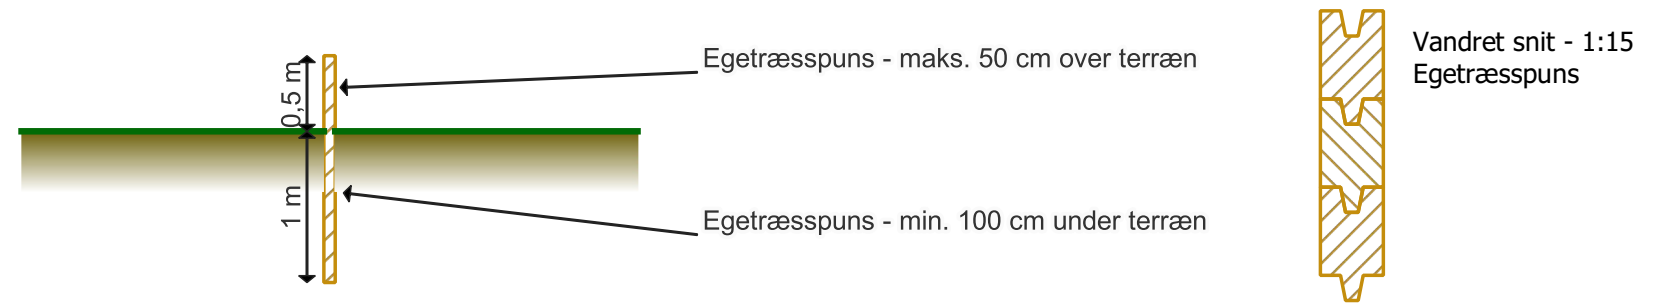 Egetræsspuns - maks. 50 cm over terræn
0,5 m
1 m
Egetræsspuns - min. 100 cm under terræn
Vandret snit - 1:15
Egetræsspuns